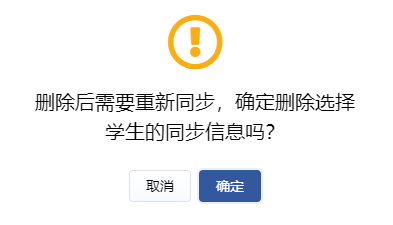 删除后需要重新同步，确定删除选择
学生的同步信息吗？
取消
确定